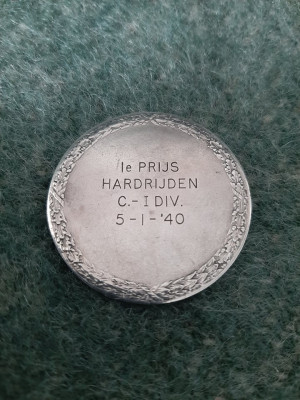 1e PRIJS
HARDRIJDEN
C.- I DIV.
5-1-'40